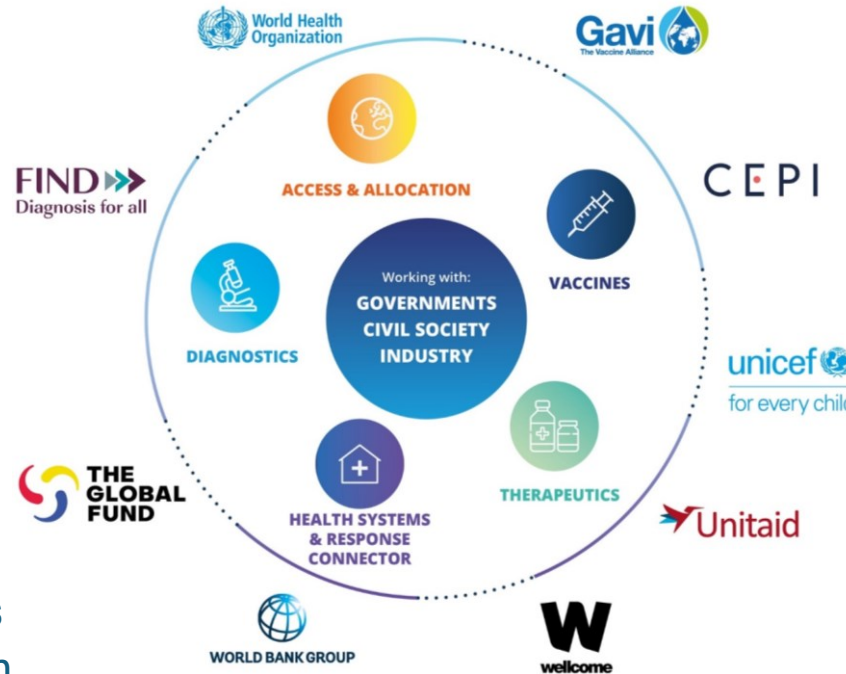 World Health
Organization
Gavi
The Vaccine Alliance
FIND
Diagnosis for all
ACCESS & ALLOCATION
CEPI
Working with:
GOVERNMENTS
CIVIL SOCIETY
INDUSTRY
VACCINES
DIAGNOSTICS
unicef
for every chil
THE
GLOBAL
FUND
HEALTH SYSTEMS
& RESPONSE
CONNECTOR
THERAPEUTICS
Unitaid
WORLD BANK GROUP
W
wellcome